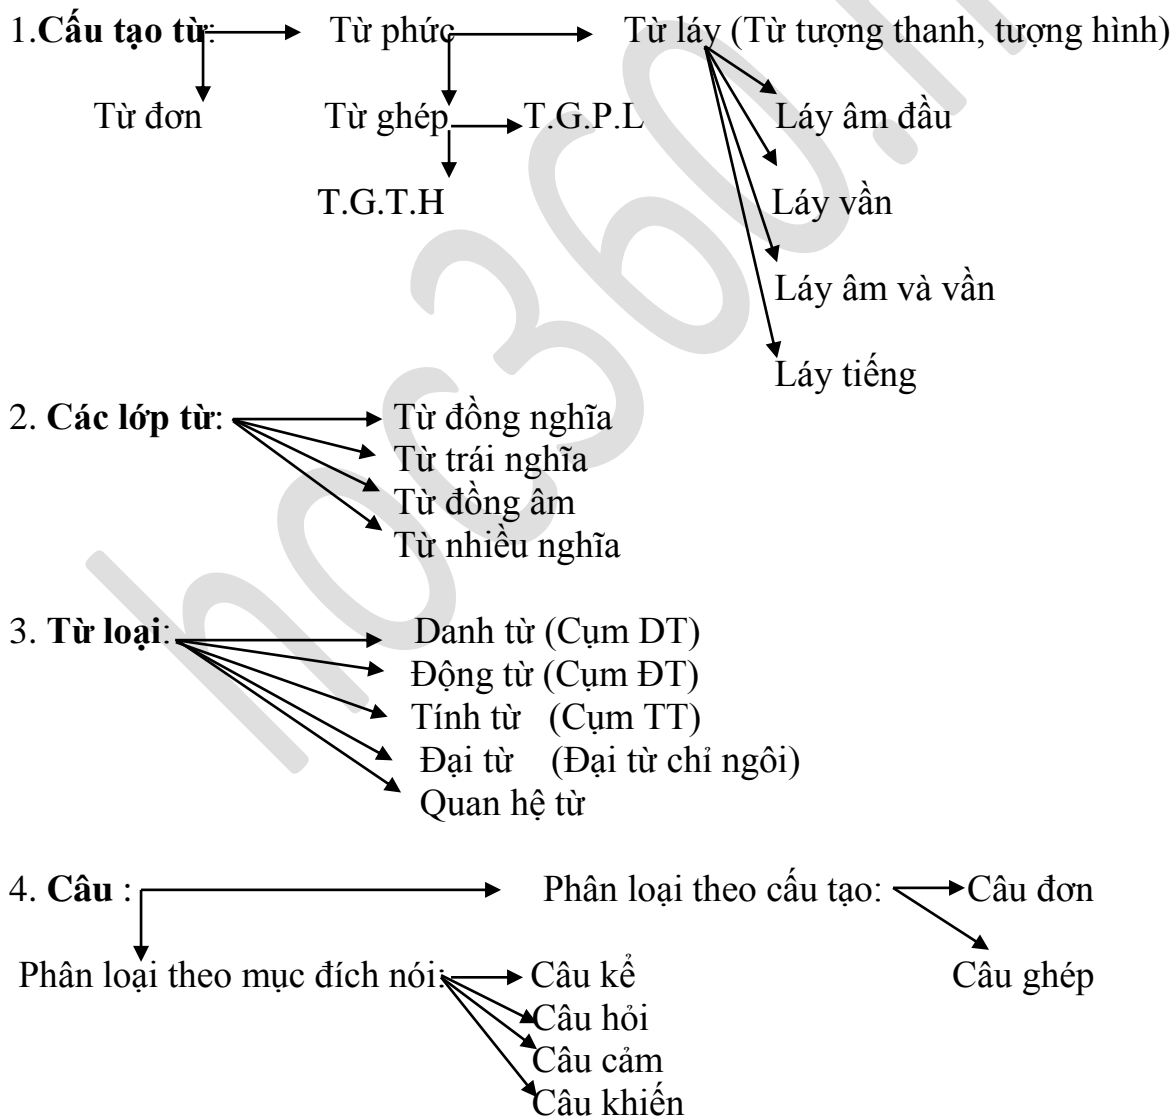 1.Cấu tạo từ: Từ phức Từ láy (Từ tượng thanh, tượng hình)
Từ đơn Từ ghép T.G.P.L Láy âm đầu
T.G.T.H Láy vần
Láy âm và vần
Láy tiếng
2. Các lớp từ: Từ đồng nghĩa
Từ trái nghĩa
Từ đồng âm
Từ nhiều nghĩa
3. Từ loại: Danh từ (Cụm DT)
Động từ (Cụm ĐT)
Tính từ (Cụm TT)
Đại từ (Đại từ chỉ ngôi)
Quan hệ từ
4. Câu : Phân loại theo cấu tạo: Câu đơn
Phân loại theo mục đích nói: Câu kể Câu ghép
Câu hỏi
Câu cảm
Câu khiến